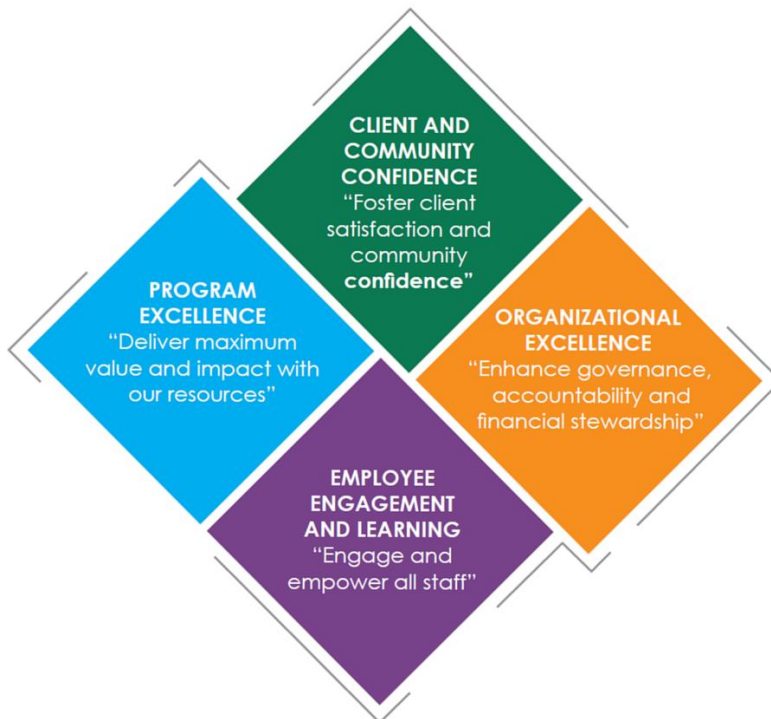 CLIENT AND
COMMUNITY
CONFIDENCE
“Foster client
satisfaction and
community
confidence”
PROGRAM
EXCELLENCE
“Deliver maximum
value and impact with
our resources”
ORGANIZATIONAL
EXCELLENCE
“Enhance governance,
accountability and
financial stewardship”
EMPLOYEE
ENGAGEMENT
AND LEARNING
“Engage and
empower all staff”